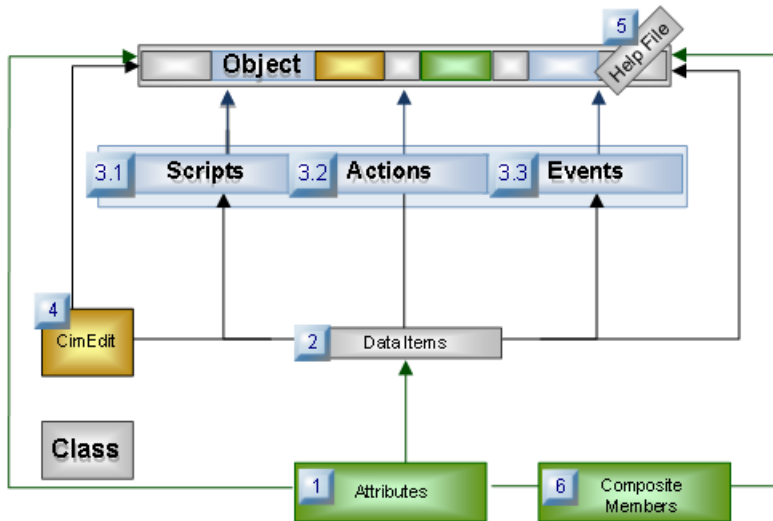 5
Help File
Object
3.1 Scripts 3.2 Actions 3.3 Events
4
CimEdit
2 Data Items
Class
1 Attributes
6 Composite
Members